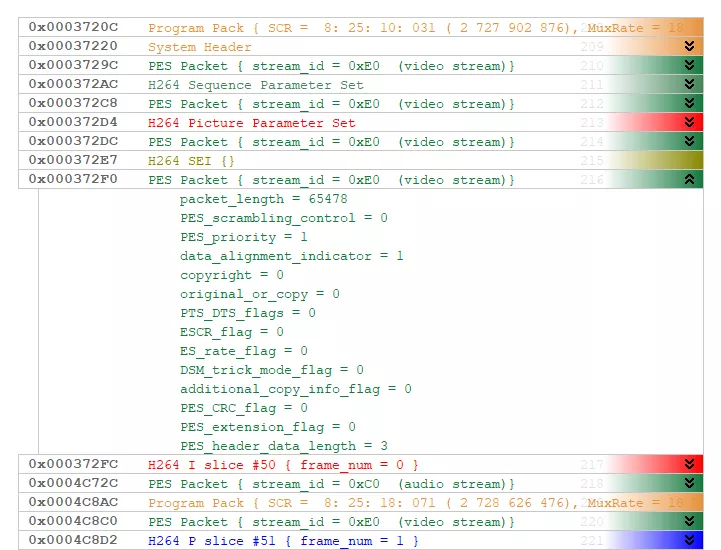 0x0003720C Program Pack { SCR = 8: 25: 10: 031 ( 2 727 902 876), MuxRate = 18
0x00037220 System Header 209
0x0003729C PES Packet { stream_id = 0xE0 (video stream)} 210
0x000372AC H264 Sequence Parameter Set 211
0x000372C8 PES Packet { stream_id = 0xE0 (video stream)} 212
0x000372D4 H264 Picture Parameter Set 213
0x000372DC PES Packet { stream_id = 0xE0 (video stream)} 214
0x000372E7 H264 SEI {} 215
0x000372F0 PES Packet { stream_id = 0xE0 (video stream)} 216
packet_length = 65478
PES_scrambling_control = 0
PES_priority = 1
data_alignment_indicator = 1
copyright = 0
original_or_copy = 0
PTS_DTS_flags = 0
ESCR_flag = 0
ES_rate_flag = 0
DSM_trick_mode_flag = 0
additional_copy_info_flag = 0
PES_CRC_flag = 0
PES_extension_flag = 0
PES_header_data_length = 3
0x000372FC H264 I slice #50 { frame_num = 0 } 217
0x0004C72C PES Packet { stream_id = 0xC0 (audio stream)} 218
0x0004C8AC Program Pack { SCR = 8: 25: 18: 071 ( 2 728 626 476), MuxRate = 18
0x0004C8C0 PES Packet { stream_id = 0xE0 (video stream)} 220
0x0004C8D2 H264 P slice #51 { frame_num = 1 } 221